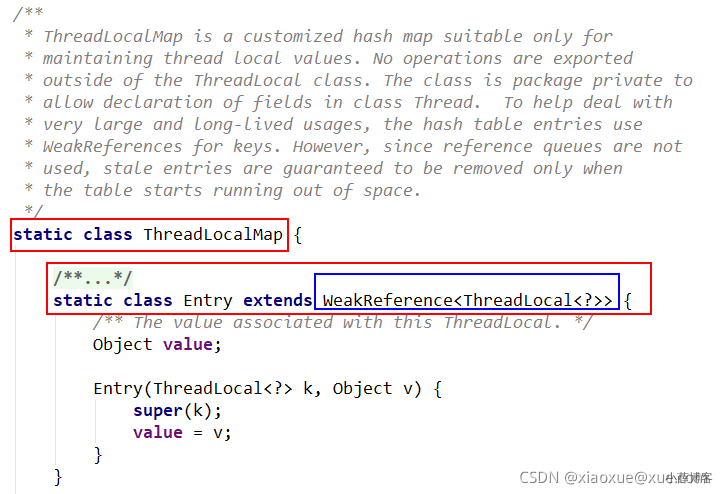 /**
* ThreadLocalMap is a customized hash map suitable only for
* maintaining thread local values. No operations are exported
* outside of the ThreadLocal class. The class is package private to
* allow declaration of fields in class Thread.  To help deal with
* very large and long-lived usages, the hash table entries use
* WeakReferences for keys. However, since reference queues are not
* used, stale entries are guaranteed to be removed only when
* the table starts running out of space.
*/
static class ThreadLocalMap {
/**...*/
static class Entry extends WeakReference<ThreadLocal<?>> {
/** The value associated with this ThreadLocal. */
Object value;
Entry(ThreadLocal<?> k, Object v) {
super(k);
value = v;
}
}
CSDN @xiaoxue@xue